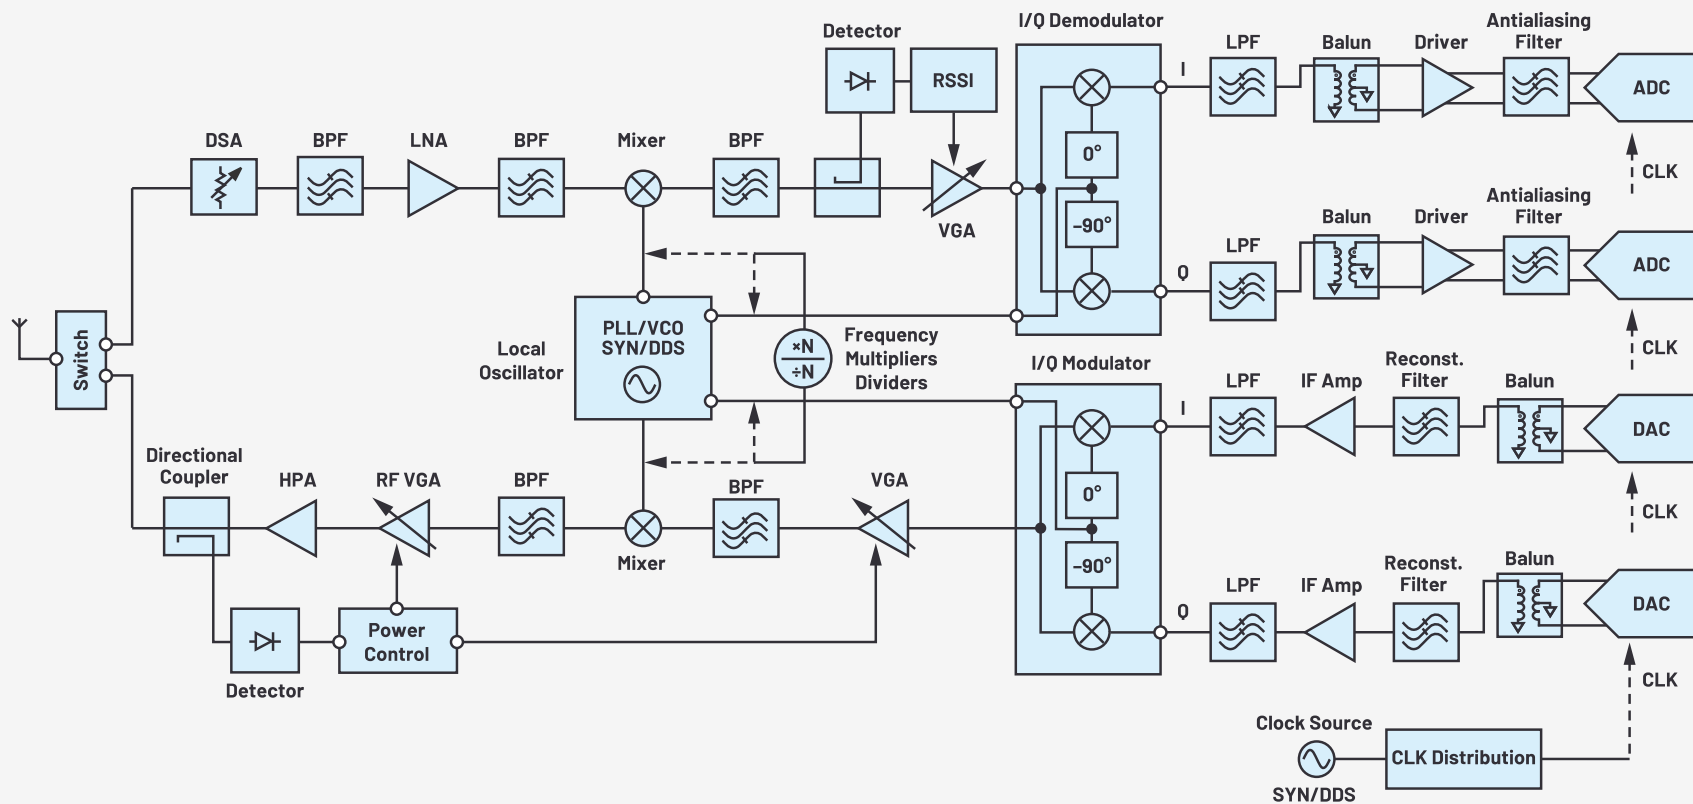 I/Q Demodulator
Antialiasing
Filter
Detector
LPF
Balun
Driver
I
RSSI
ADC
DSA
BPF
LNA
BPF
Mixer
BPF
0°
CLK
Antialiasing
Filter
VGA
−90°
Balun
Driver
LPF
Q
ADC
Switch
PLL/VCO
SYN/DDS
Local
Oscillator
×N
÷N
Frequency
Multipliers
Dividers
CLK
I/Q Modulator
Reconst.
Filter
LPF
IF Amp
Balun
I
DAC
Directional
Coupler
HPA
RF VGA
BPF
BPF
VGA
0°
CLK
Mixer
−90°
Balun
Reconst.
Filter
LPF
IF Amp
Q
DAC
Power
Control
Detector
CLK
Clock Source
CLK Distribution
SYN/DDS